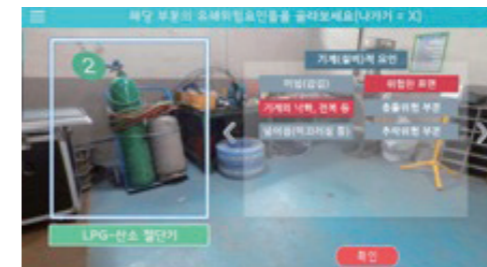 해당 부분의 유해위험요인들을 골라보세요[나가기 = X]
2
기계(설비)적 요인
끼임(감김)
위험한 표면
기계의 낙하, 전복 등
충돌위험 부분
넘어짐(미끄러짐 등)
추락위험 부분
LPG-산소 절단기
확인